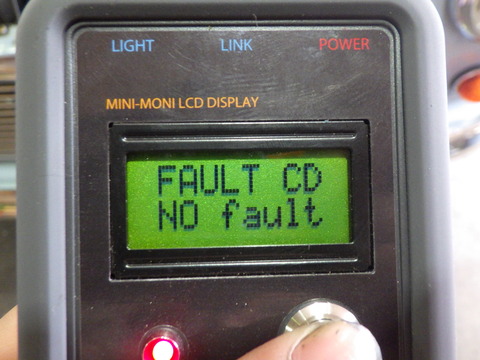 LIGHT LINK POWER
MINI-MONI LCD DISPLAY
FAULT CD
NO fault